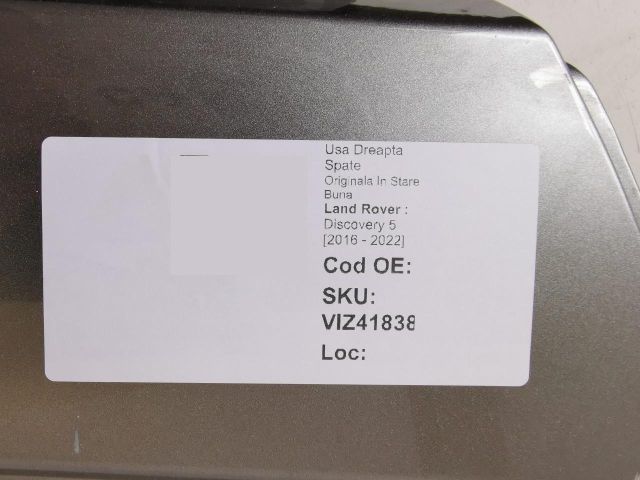 Usa Dreapta
Spate
Originala In Stare
Buna
Land Rover :
Discovery 5
[2016 - 2022]
Cod OE:
SKU:
VIZ41838
Loc: